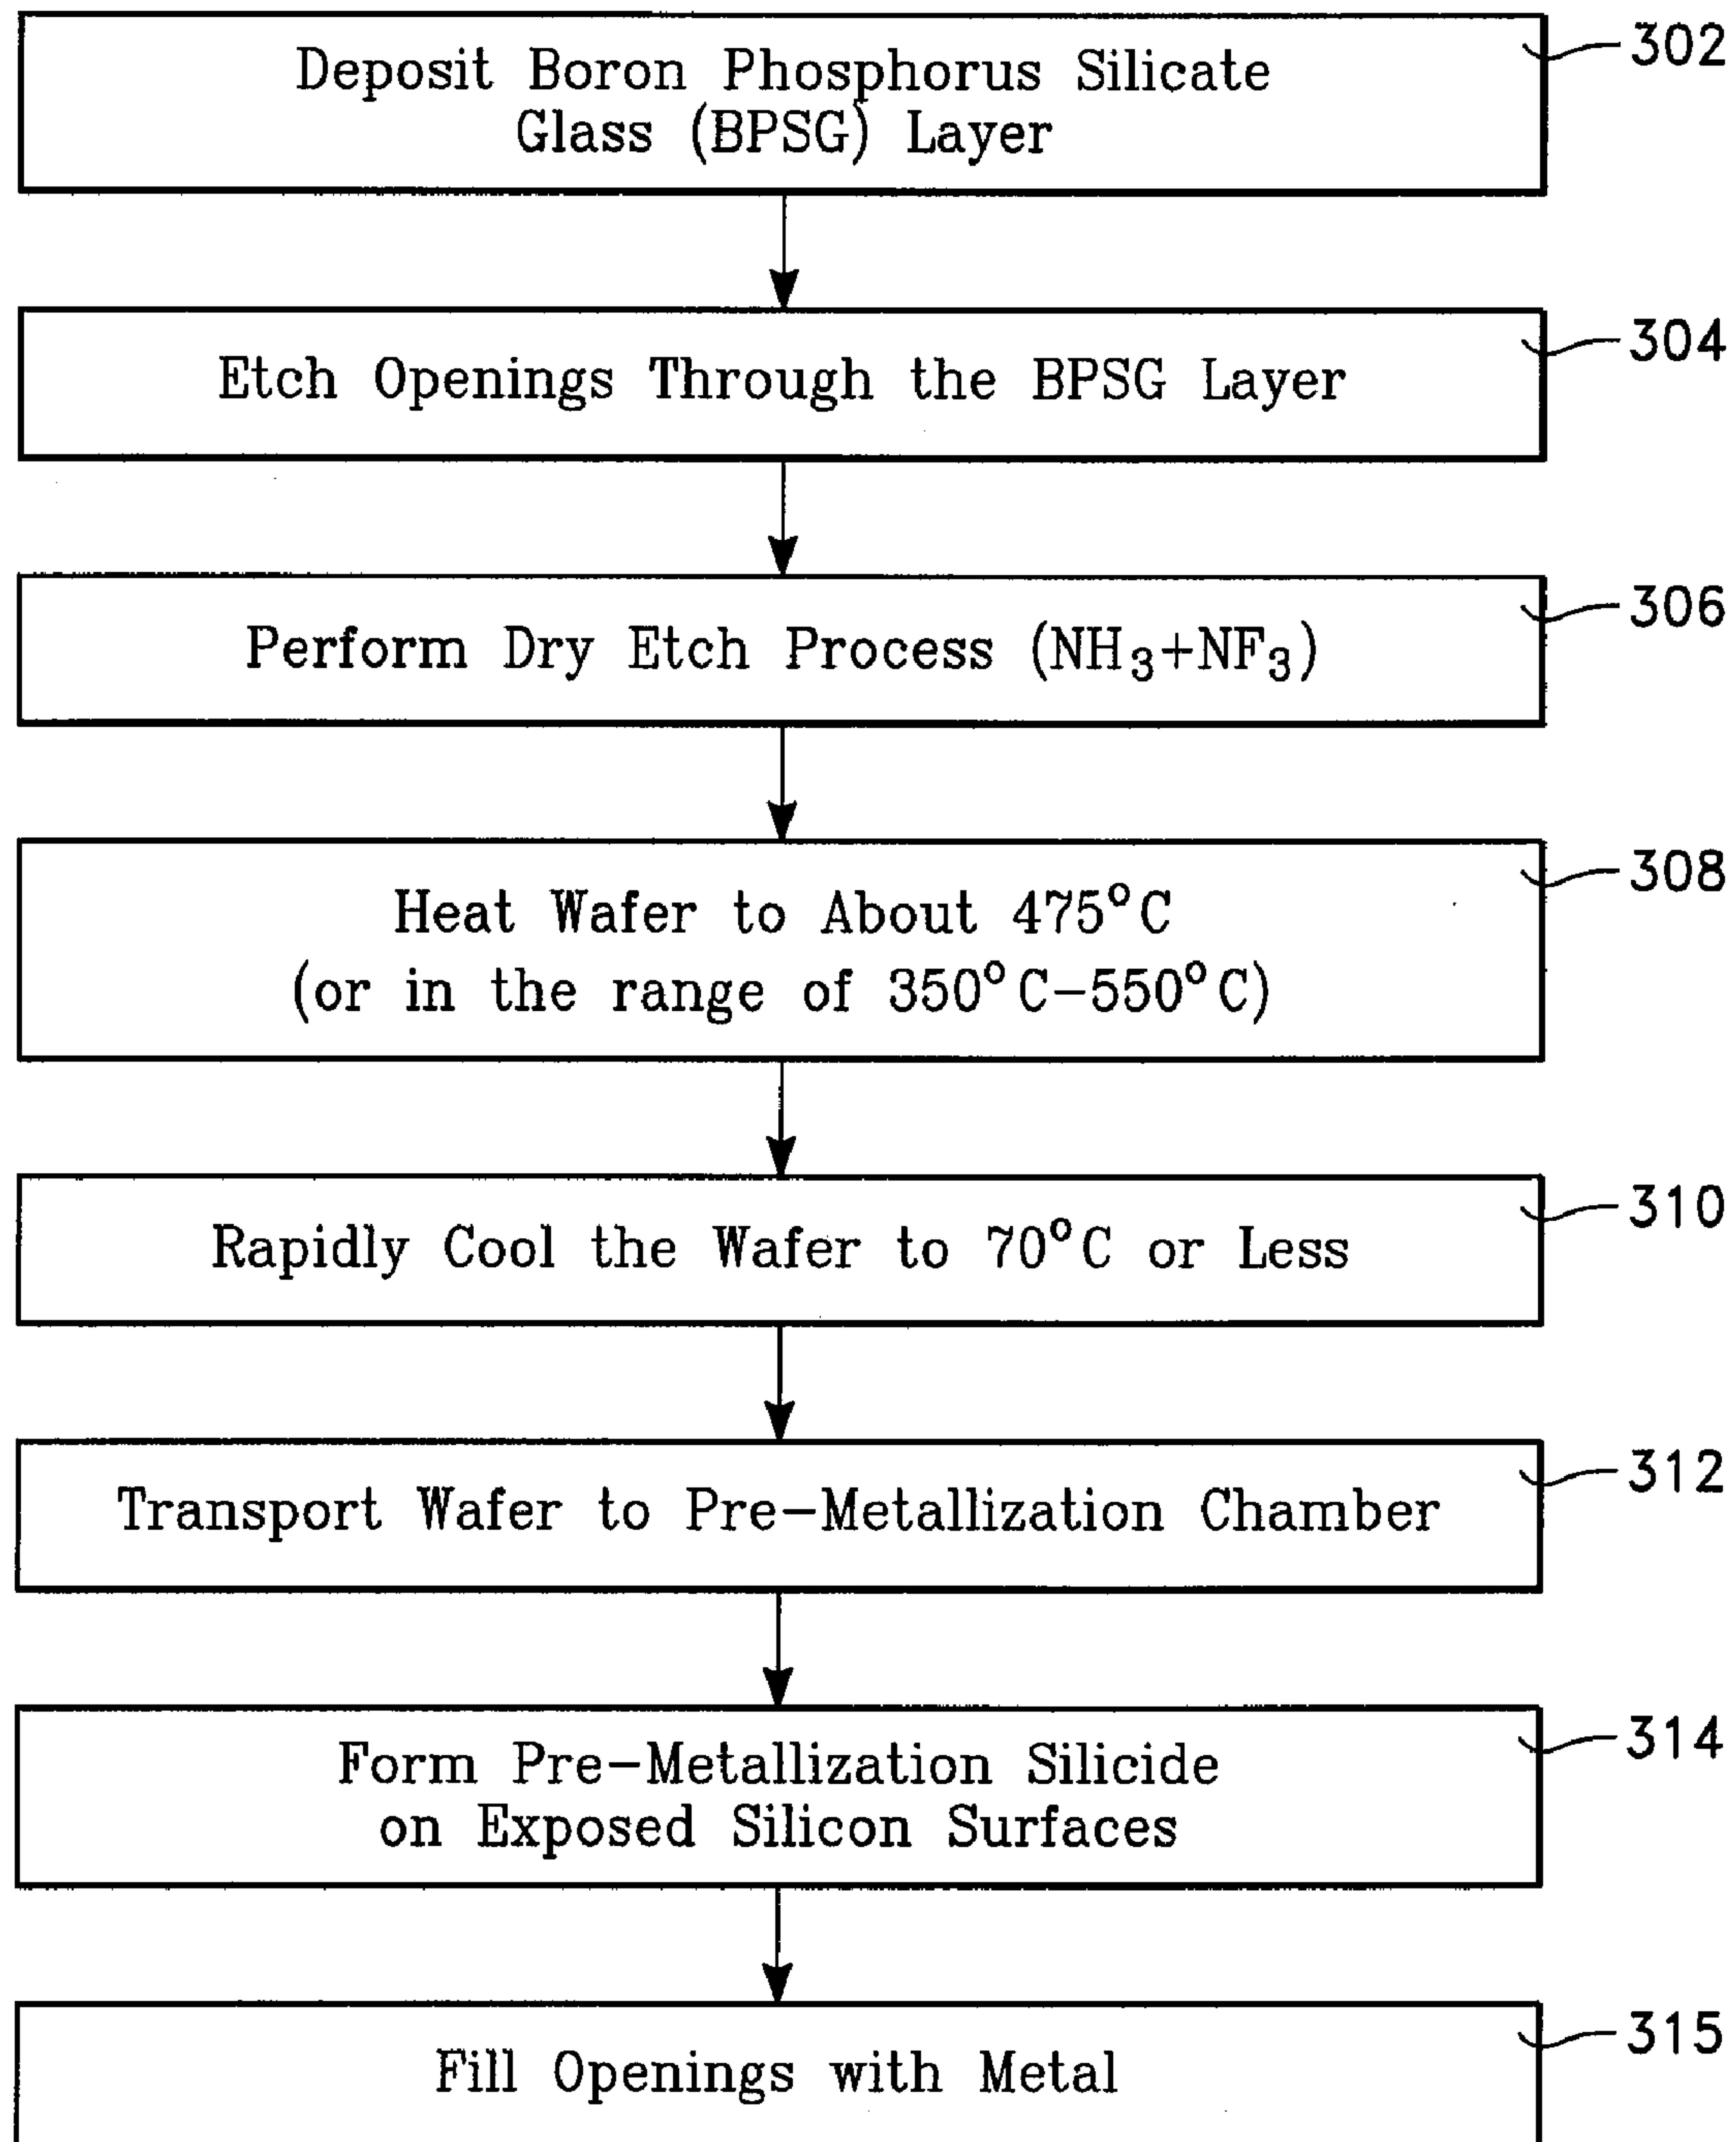 Deposit Boron Phosphorus Silicate
Glass (BPSG) Layer
302
Etch Openings Through the BPSG Layer
304
Perform Dry Etch Process (NH₃+NF₃)
306
Heat Wafer to About 475°C
(or in the range of 350°C–550°C)
308
Rapidly Cool the Wafer to 70°C or Less
310
Transport Wafer to Pre–Metallization Chamber
312
Form Pre–Metallization Silicide
on Exposed Silicon Surfaces
314
Fill Openings with Metal
315